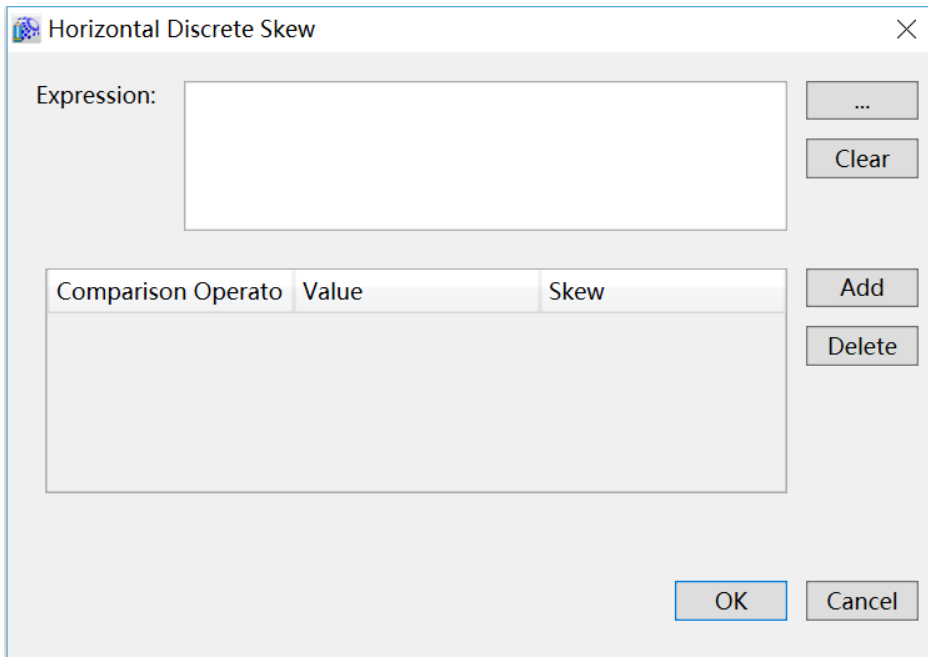 Horizontal Discrete Skew
Expression:
...
Clear
Comparison Operato Value Skew
Add
Delete
OK Cancel